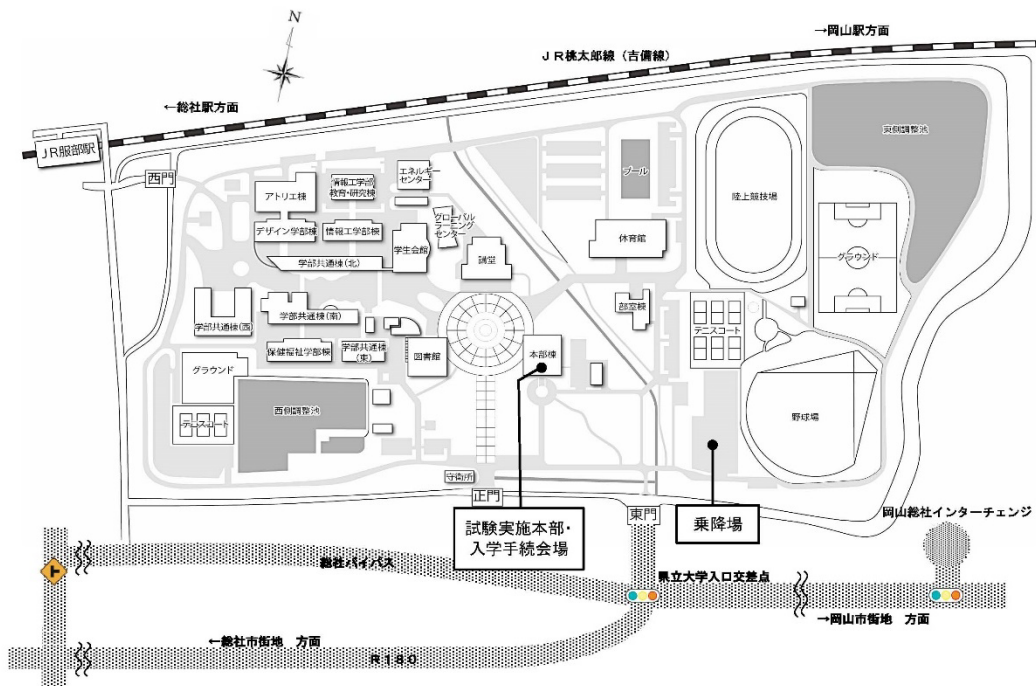 N
→岡山駅方面
JR桃太郎線（吉備線）
←総社駅方面
JR服部駅
西門
アトリエ棟
情報工学部
教育・研究棟
エネルギー
センター
プール
陸上競技場
東側調整池
デザイン学部棟
情報工学部棟
学生会館
グローバル
ラーニング
センター
講堂
体育館
グラウンド
学部共通棟(北)
学部共通棟(西)
学部共通棟(南)
部室棟
テニスコート
保健福祉学部棟
学部共通棟
(東)
図書館
本部棟
グラウンド
西側調整池
テニスコート
野球場
守衛所
正門
東門
試験実施本部・
入学手続会場
乗降場
岡山総社インターチェンジ
総社バイパス
県立大学入口交差点
→岡山市街地　方面
←総社市街地　方面
R180